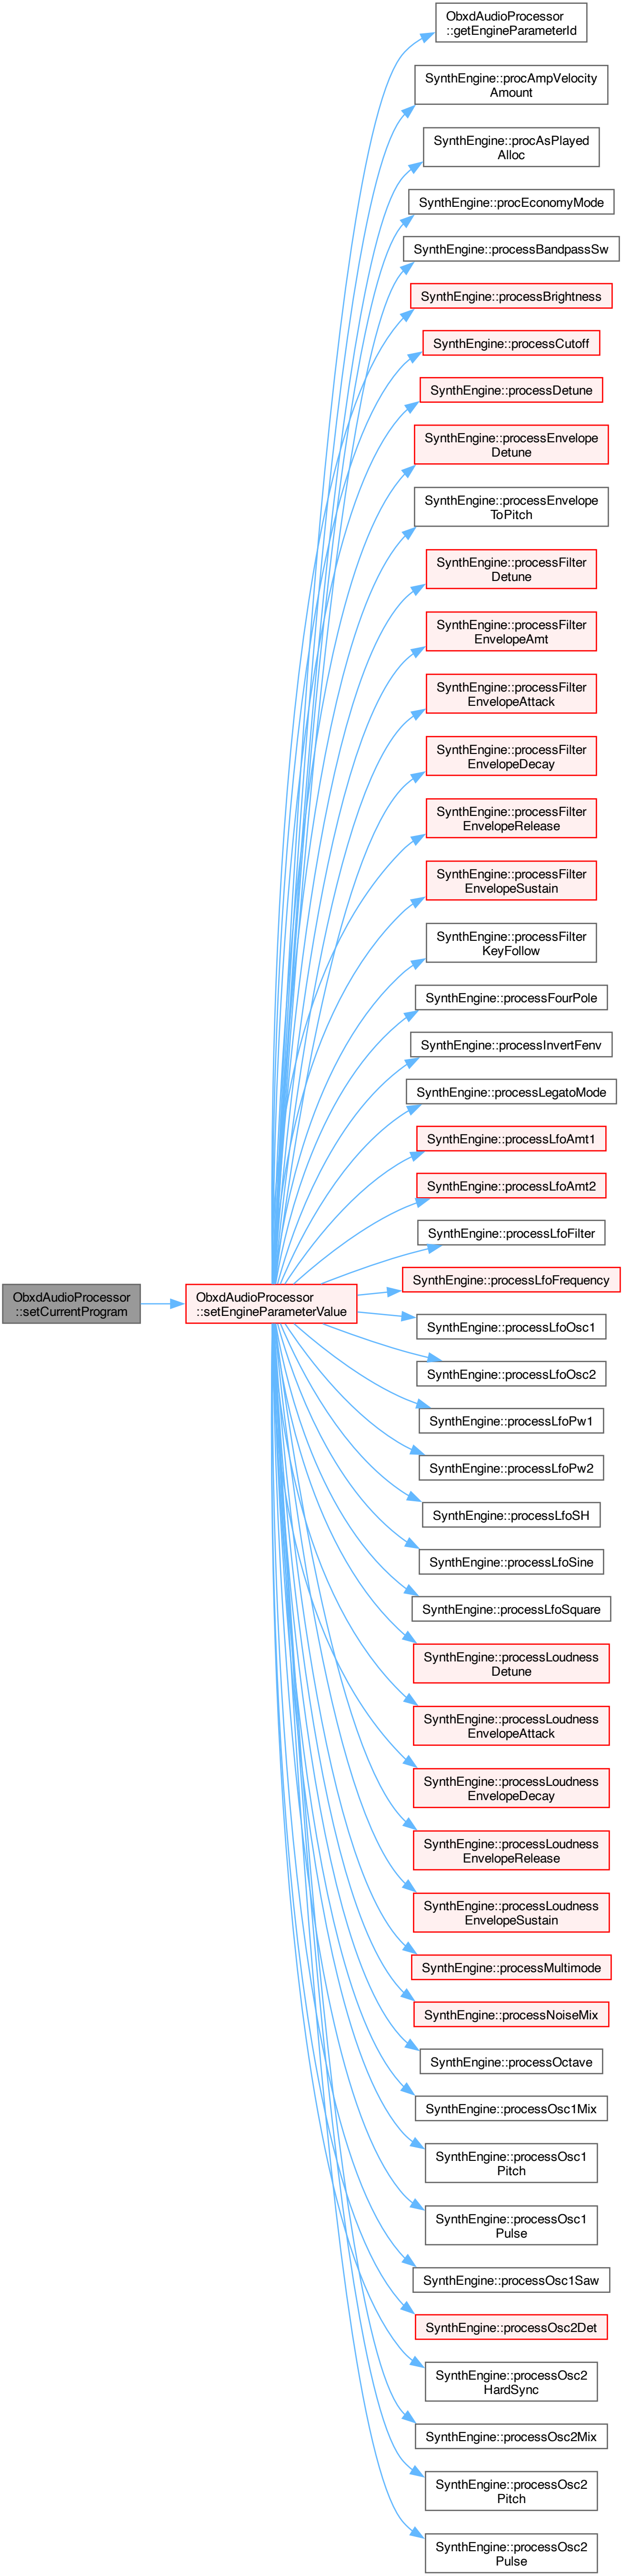 ObxdAudioProcessor
::getEngineParameterId
SynthEngine::procAmpVelocity
Amount
SynthEngine::procAsPlayed
Alloc
SynthEngine::procEconomyMode
SynthEngine::processBandpassSw
SynthEngine::processBrightness
SynthEngine::processCutoff
SynthEngine::processDetune
SynthEngine::processEnvelope
Detune
SynthEngine::processEnvelope
ToPitch
SynthEngine::processFilter
Detune
SynthEngine::processFilter
EnvelopeAmt
SynthEngine::processFilter
EnvelopeAttack
SynthEngine::processFilter
EnvelopeDecay
SynthEngine::processFilter
EnvelopeRelease
SynthEngine::processFilter
EnvelopeSustain
SynthEngine::processFilter
KeyFollow
SynthEngine::processFourPole
SynthEngine::processInvertFenv
SynthEngine::processLegatoMode
SynthEngine::processLfoAmt1
SynthEngine::processLfoAmt2
SynthEngine::processLfoFilter
SynthEngine::processLfoFrequency
ObxdAudioProcessor
::setCurrentProgram
ObxdAudioProcessor
::setEngineParameterValue
SynthEngine::processLfoOsc1
SynthEngine::processLfoOsc2
SynthEngine::processLfoPw1
SynthEngine::processLfoPw2
SynthEngine::processLfoSH
SynthEngine::processLfoSine
SynthEngine::processLfoSquare
SynthEngine::processLoudness
Detune
SynthEngine::processLoudness
EnvelopeAttack
SynthEngine::processLoudness
EnvelopeDecay
SynthEngine::processLoudness
EnvelopeRelease
SynthEngine::processLoudness
EnvelopeSustain
SynthEngine::processMultimode
SynthEngine::processNoiseMix
SynthEngine::processOctave
SynthEngine::processOsc1Mix
SynthEngine::processOsc1
Pitch
SynthEngine::processOsc1
Pulse
SynthEngine::processOsc1Saw
SynthEngine::processOsc2Det
SynthEngine::processOsc2
HardSync
SynthEngine::processOsc2Mix
SynthEngine::processOsc2
Pitch
SynthEngine::processOsc2
Pulse